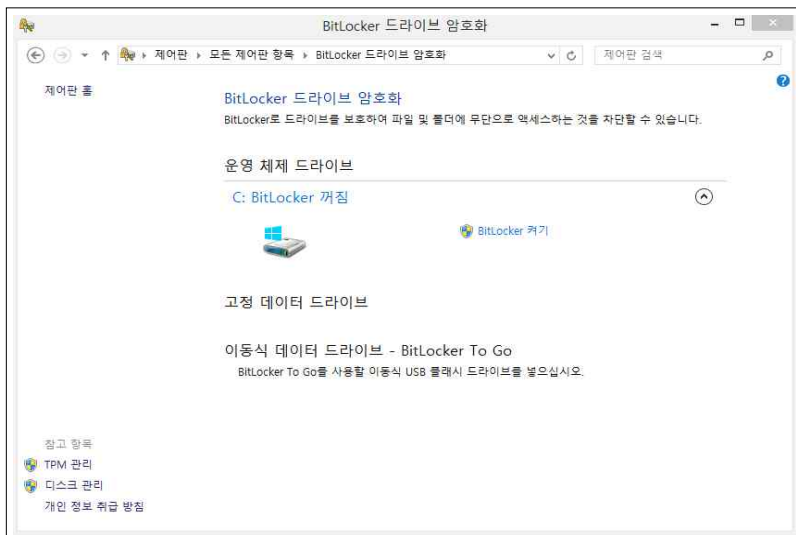 BitLocker 드라이브 암호화
제어판 ▸ 모든 제어판 항목 ▸ BitLocker 드라이브 암호화
제어판 검색
제어판 홈
BitLocker 드라이브 암호화
BitLocker로 드라이브를 보호하여 파일 및 폴더에 무단으로 액세스하는 것을 차단할 수 있습니다.
운영 체제 드라이브
C: BitLocker 꺼짐
BitLocker 켜기
고정 데이터 드라이브
이동식 데이터 드라이브 - BitLocker To Go
BitLocker To Go를 사용할 이동식 USB 플래시 드라이브를 넣으십시오.
참고 항목
TPM 관리
디스크 관리
개인 정보 취급 방침